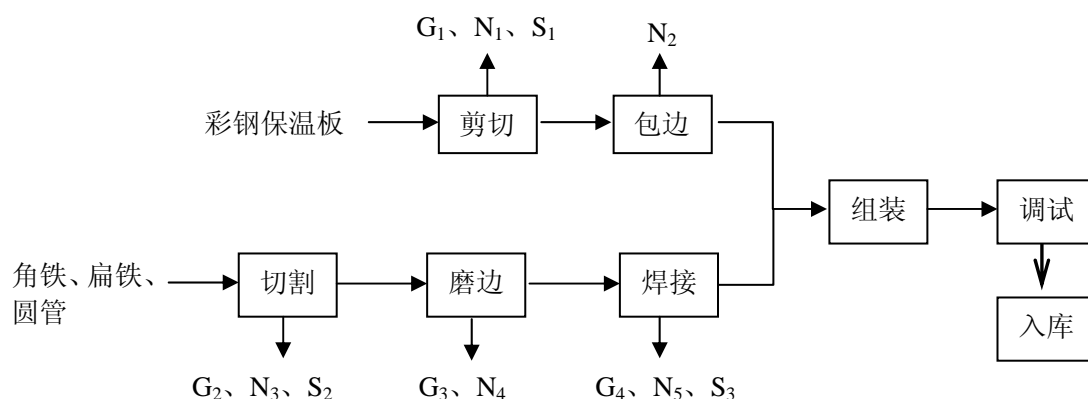 G₁、N₁、S₁
N₂
彩钢保温板
剪切
包边
组装
调试
角铁、扁铁、
圆管
切割
磨边
焊接
入库
G₂、N₃、S₂
G₃、N₄
G₄、N₅、S₃